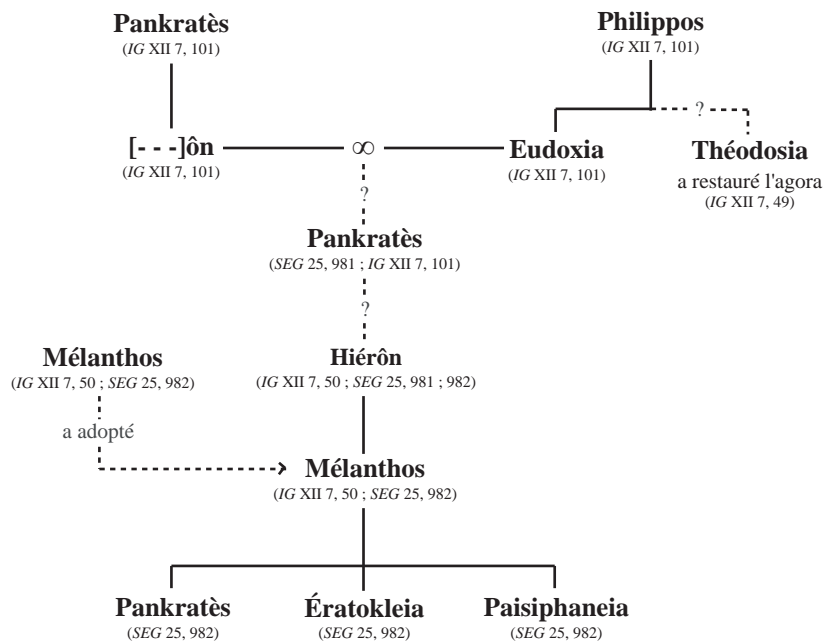 Pankratès
(IG XII 7, 101)
Philippos
(IG XII 7, 101)
?
[- - -]ôn
(IG XII 7, 101)
∞
Eudoxia
(IG XII 7, 101)
Théodosia
a restauré l'agora
(IG XII 7, 49)
?
Pankratès
(SEG 25, 981 ; IG XII 7, 101)
?
Mélanthos
(IG XII 7, 50 ; SEG 25, 982)
Hiérôn
(IG XII 7, 50 ; SEG 25, 981 ; 982)
a adopté
Mélanthos
(IG XII 7, 50 ; SEG 25, 982)
Pankratès
(SEG 25, 982)
Ératokleia
(SEG 25, 982)
Paisiphaneia
(SEG 25, 982)